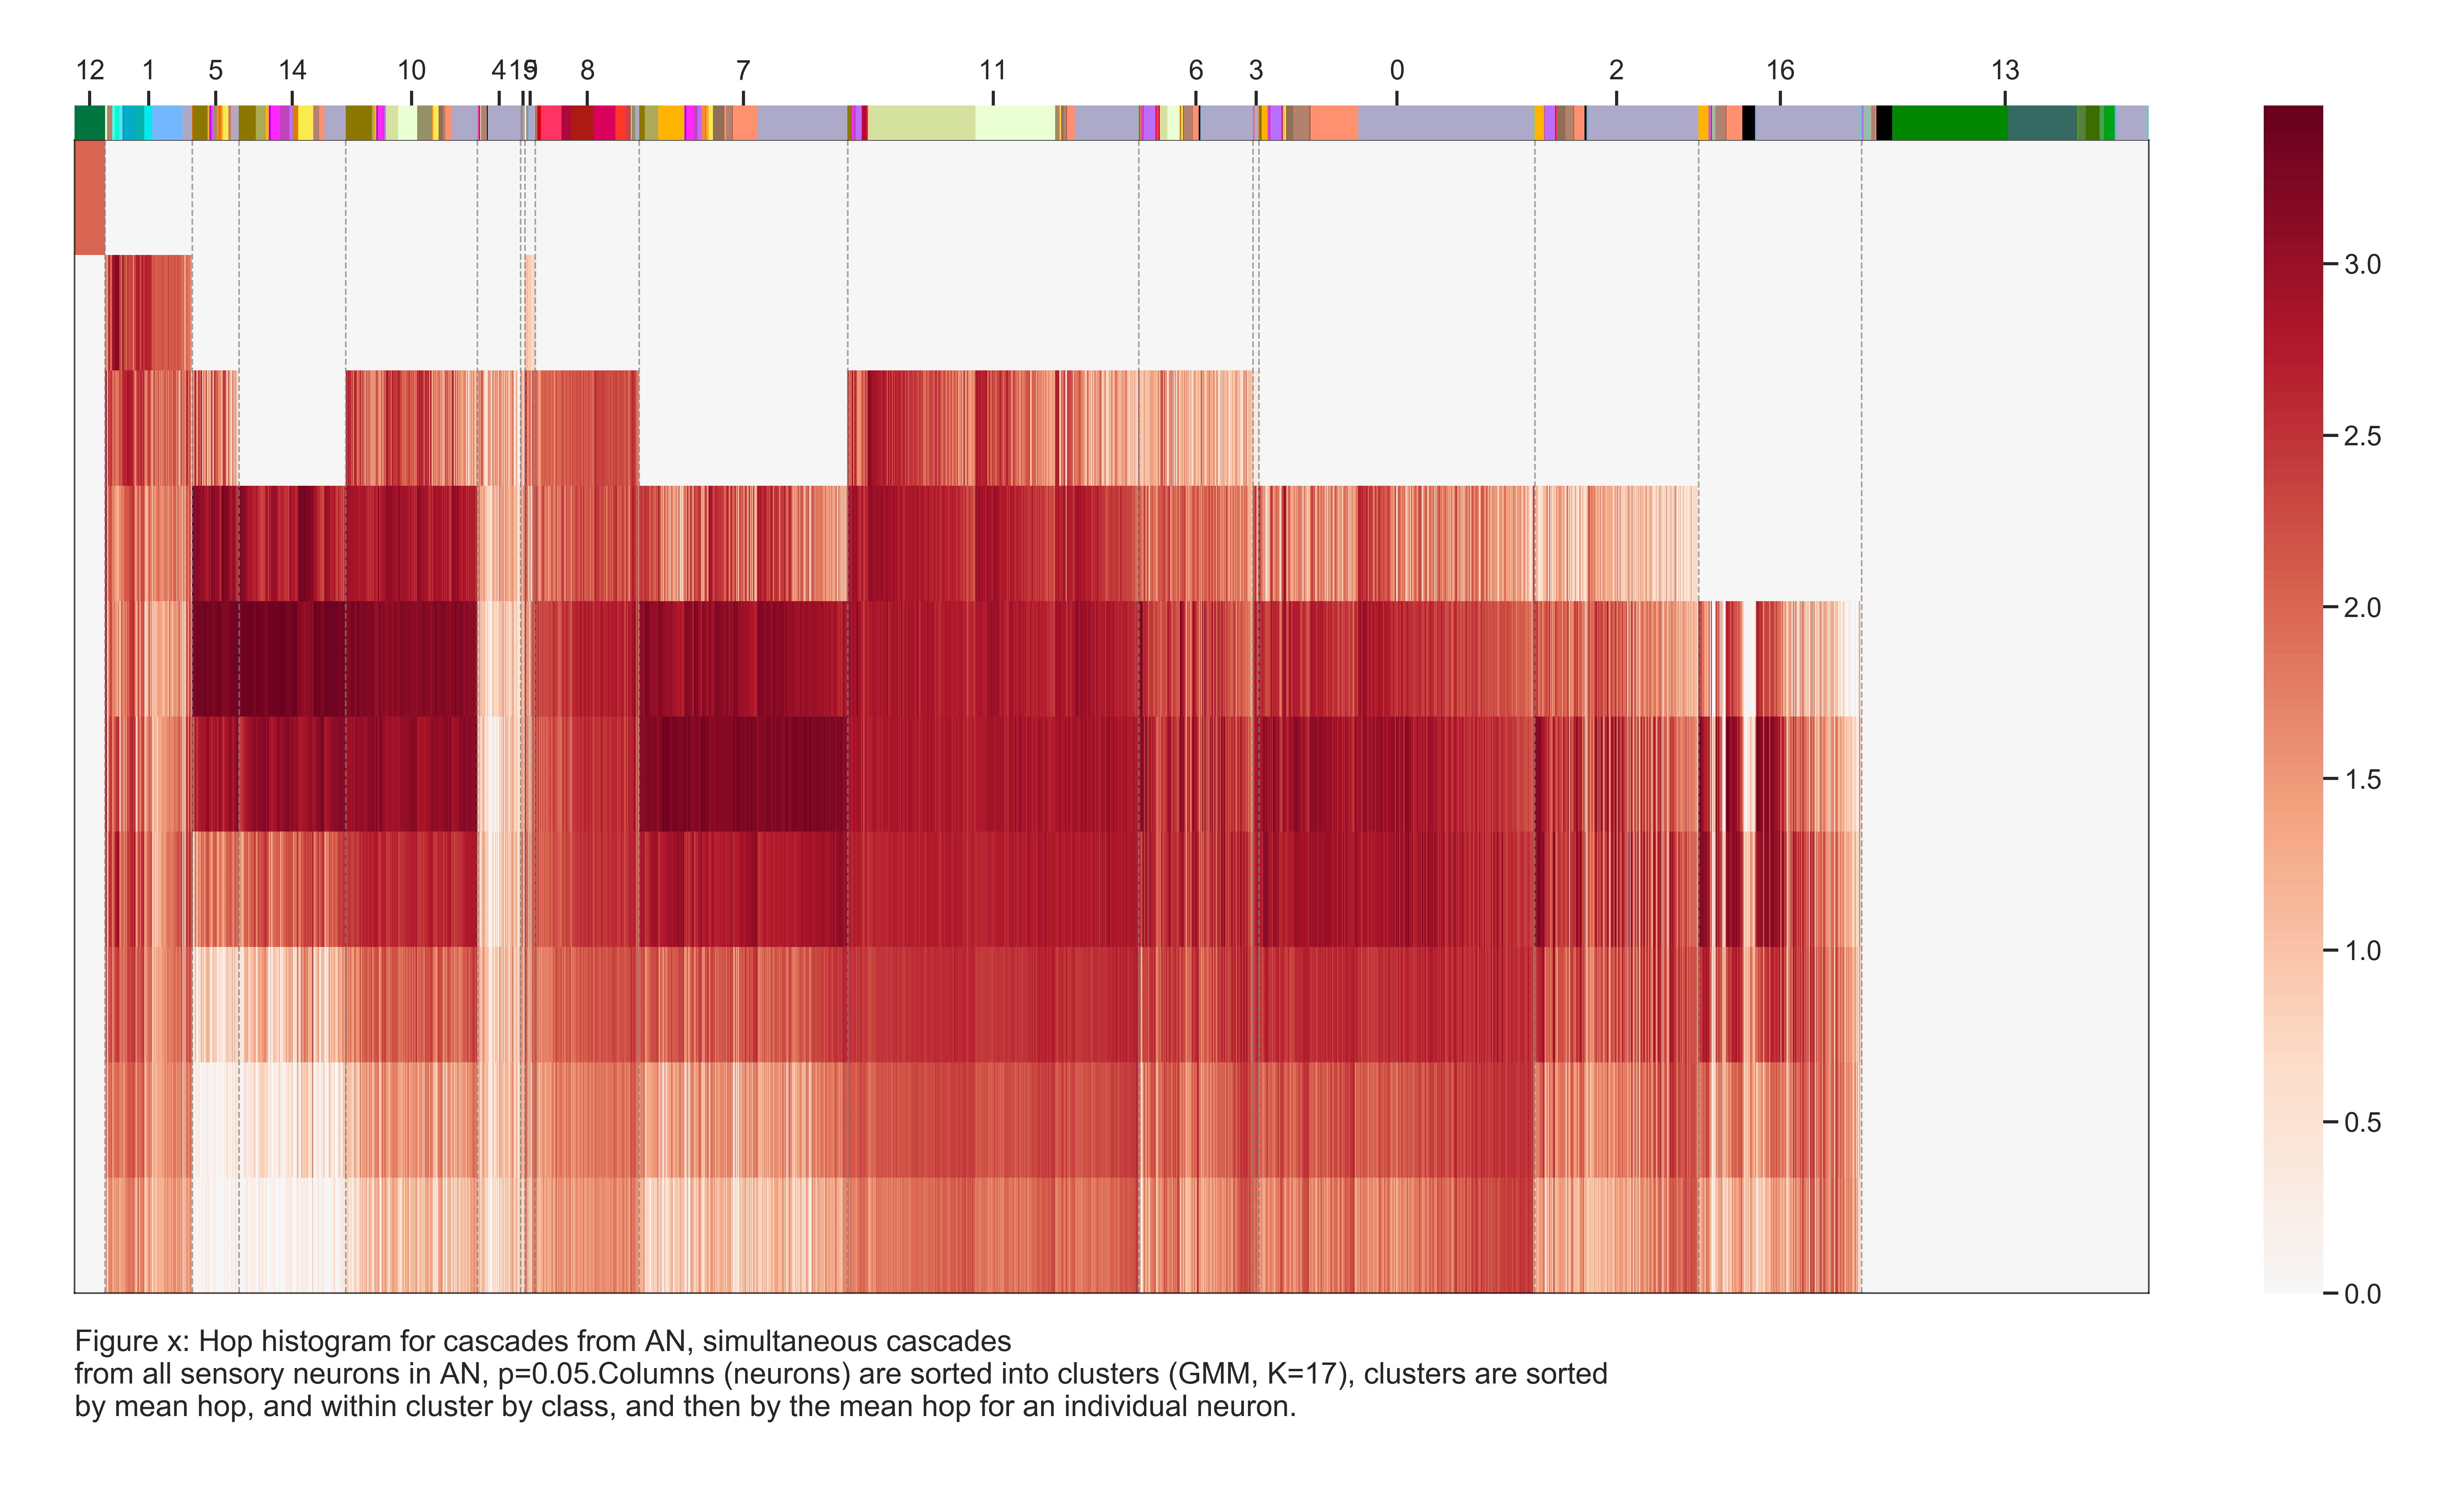 12 1 5 14 10 4 8 7 11 6 3 0 2 16 13
3.0
2.5
2.0
1.5
1.0
0.5
0.0
Figure x: Hop histogram for cascades from AN, simultaneous cascades
from all sensory neurons in AN, p=0.05.Columns (neurons) are sorted into clusters (GMM, K=17), clusters are sorted
by mean hop, and within cluster by class, and then by the mean hop for an individual neuron.